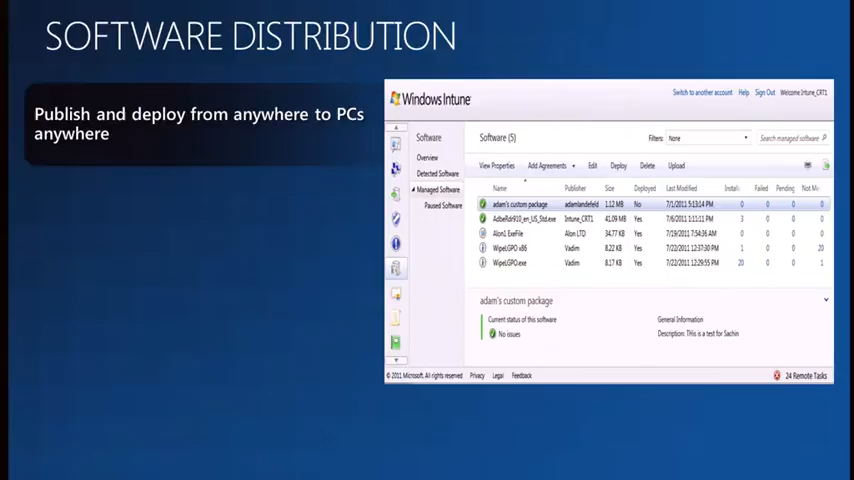 SOFTWARE DISTRIBUTION
Publish and deploy from anywhere to PCs
anywhere
Windows Intune
Switch to another account Help Sign Out Welcome Intune_CRT1
Software
Overview
Detected Software
Managed Software
Paused Software
Software (5)
Filters: None
Search managed software
View Properties Add Agreements Edit Deploy Delete Upload
Name Publisher Size Deployed Last Modified Installe Failed Pending Not M
adam's custom package adamlandefeld 1.12 MB No 7/1/2011 5:13:14 PM 0 0 0 0
AdbeRdr910_en_US_Std.exe Intune_CRT1 41.09 MB Yes 7/6/2011 1:11:11 PM 3 0 0 0
Alon1 ExeFile Alon LTD 34.77 KB Yes 7/19/2011 7:54:36 AM 0 0 0 0
WipeLGPO x86 Vadim 8.22 KB Yes 7/22/2011 12:37:30 PM 1 0 0 20
WipeLGPO.exe Vadim 8.17 KB Yes 7/22/2011 12:29:55 PM 20 0 0 1
adam's custom package
Current status of this software
No issues
General Information
Description: THis is a test for Sachin
© 2011 Microsoft. All rights reserved Privacy Legal Feedback
24 Remote Tasks